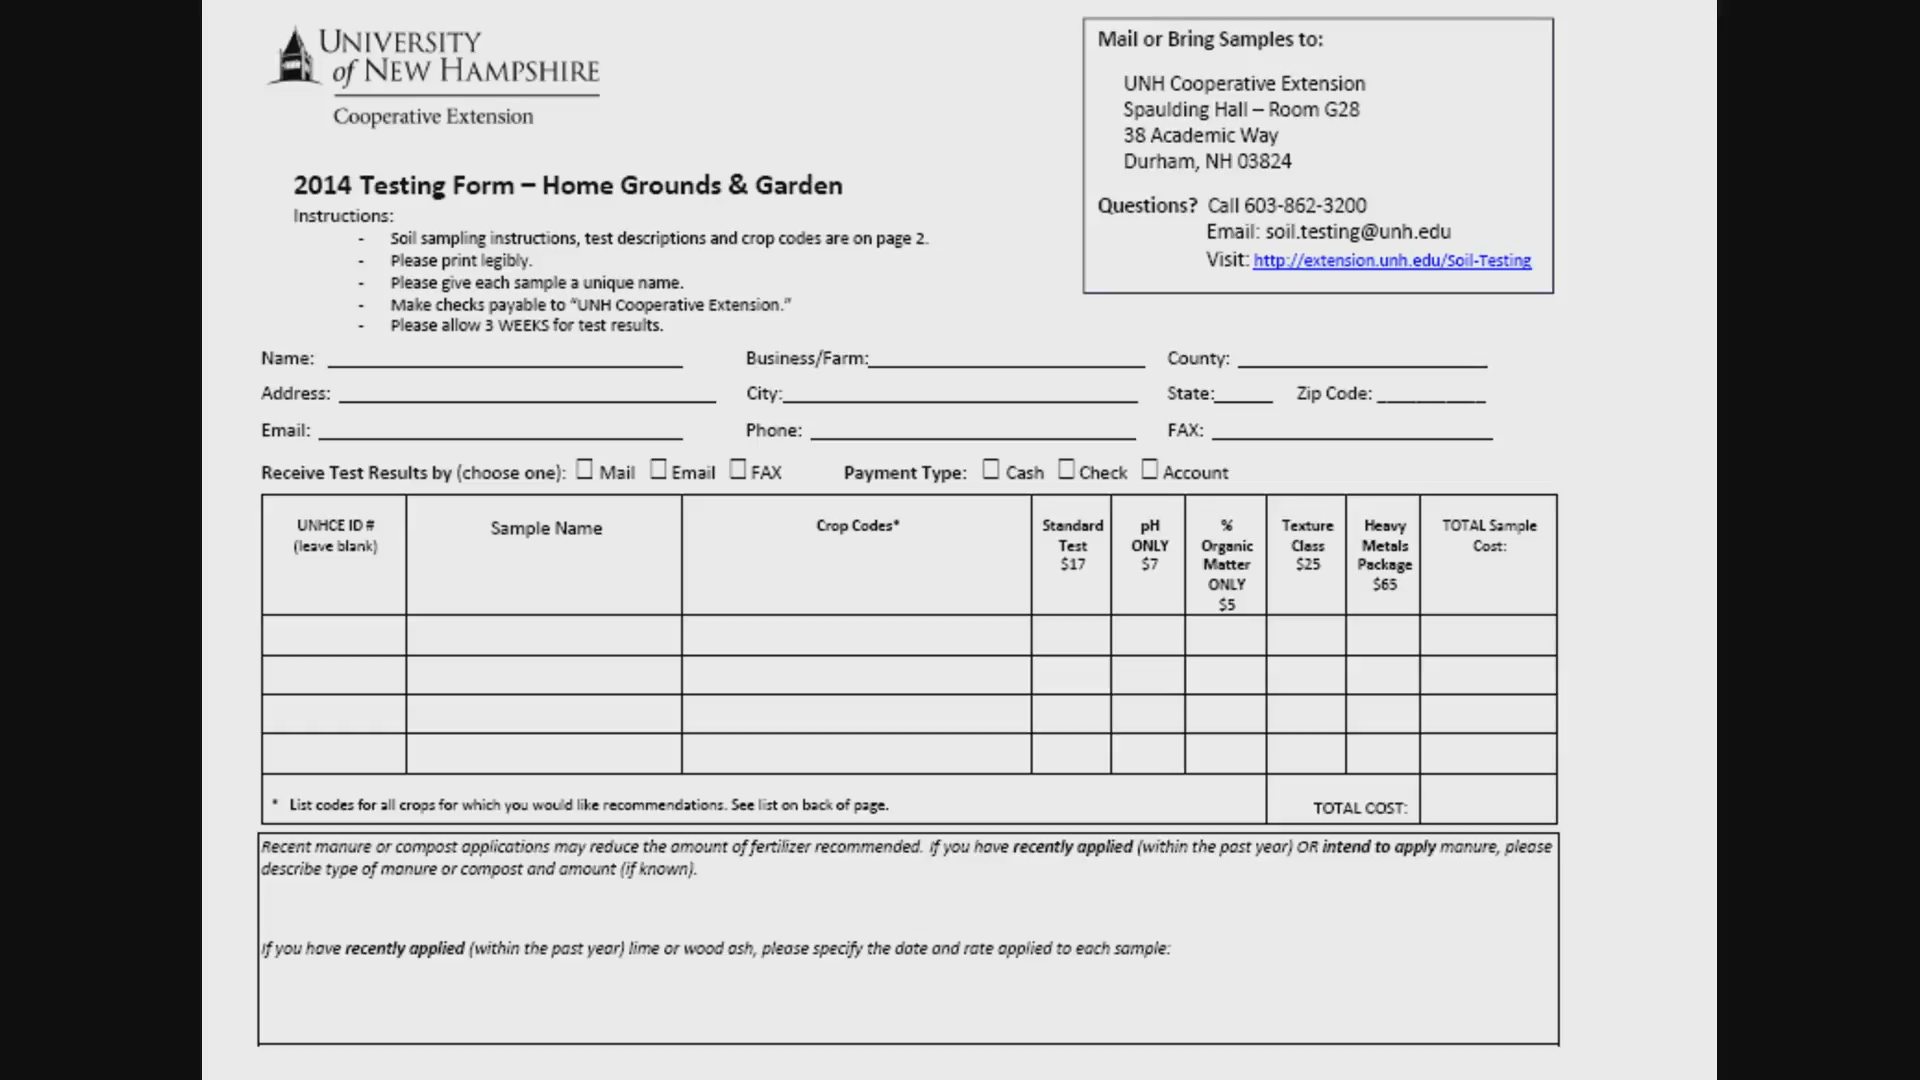 UNIVERSITY
of NEW HAMPSHIRE
Cooperative Extension
Mail or Bring Samples to:
UNH Cooperative Extension
Spaulding Hall – Room G28
38 Academic Way
Durham, NH 03824
Questions? Call 603-862-3200
Email: soil.testing@unh.edu
Visit: http://extension.unh.edu/Soil-Testing
2014 Testing Form – Home Grounds & Garden
Instructions:
- Soil sampling instructions, test descriptions and crop codes are on page 2.
- Please print legibly.
- Please give each sample a unique name.
- Make checks payable to “UNH Cooperative Extension.”
- Please allow 3 WEEKS for test results.
Name: Business/Farm: County:
Address: City: State: Zip Code:
Email: Phone: FAX:
Receive Test Results by (choose one): ☐ Mail ☐ Email ☐ FAX Payment Type: ☐ Cash ☐ Check ☐ Account
UNHCE ID #
(leave blank)
Sample Name
Crop Codes*
Standard
Test
$17
pH
ONLY
$7
%
Organic
Matter
ONLY
$5
Texture
Class
$25
Heavy
Metals
Package
$65
TOTAL Sample
Cost:
* List codes for all crops for which you would like recommendations. See list on back of page.
TOTAL COST:
Recent manure or compost applications may reduce the amount of fertilizer recommended. If you have recently applied (within the past year) OR intend to apply manure, please
describe type of manure or compost and amount (if known).
If you have recently applied (within the past year) lime or wood ash, please specify the date and rate applied to each sample: